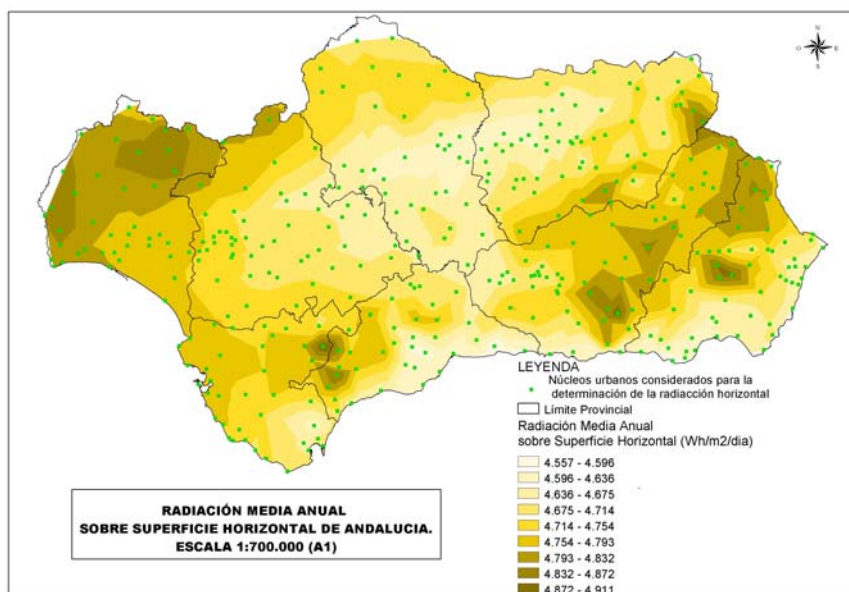 N
O
E
S
LEYENDA
Núcleos urbanos considerados para la
determinación de la radiacción horizontal
Límite Provincial
Radiación Media Anual
sobre Superficie Horizontal (Wh/m2/dia)
4.557 - 4.596
4.596 - 4.636
4.636 - 4.675
4.675 - 4.714
4.714 - 4.754
4.754 - 4.793
4.793 - 4.832
4.832 - 4.872
4.872 - 4.911
RADIACIÓN MEDIA ANUAL
SOBRE SUPERFICIE HORIZONTAL DE ANDALUCIA.
ESCALA 1:700.000 (A1)